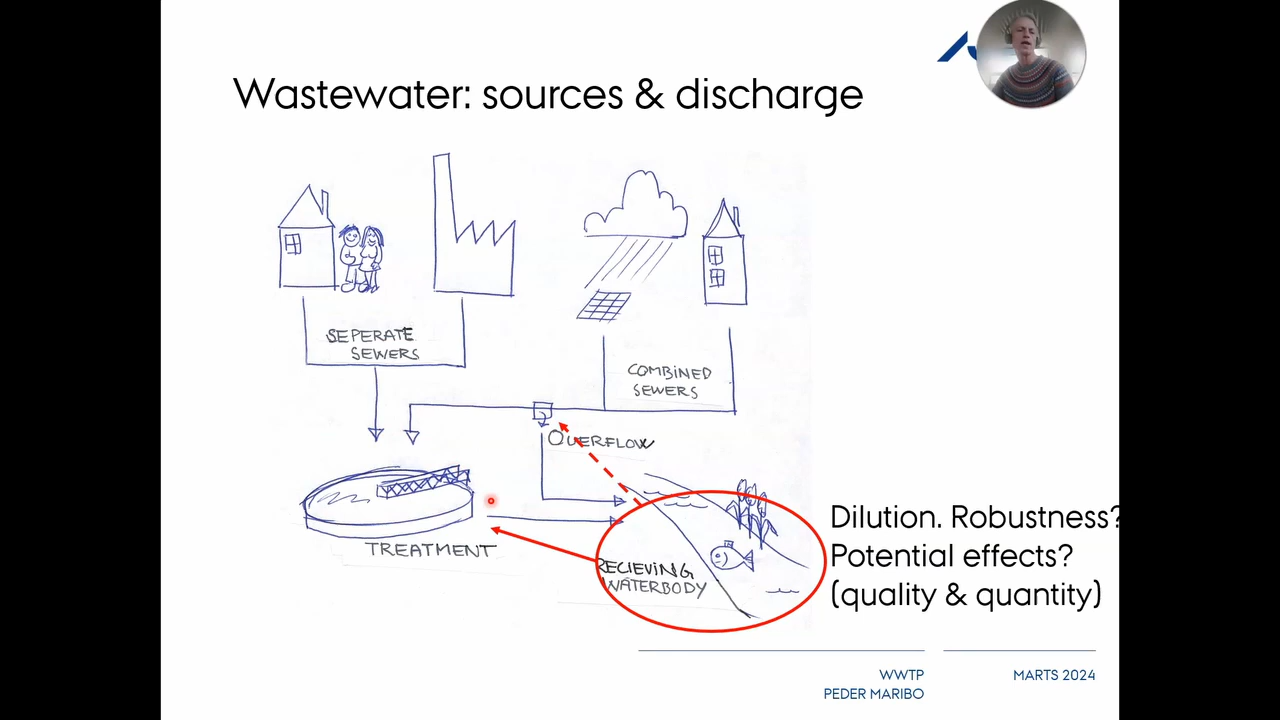 Wastewater: sources & discharge
SEPERATE
SEWERS
COMBINED
SEWERS
OVERFLOW
TREATMENT
RECIEVING
WATERBODY
Dilution. Robustness?
Potential effects?
(quality & quantity)
WWTP
PEDER MARIBO
MARTS 2024